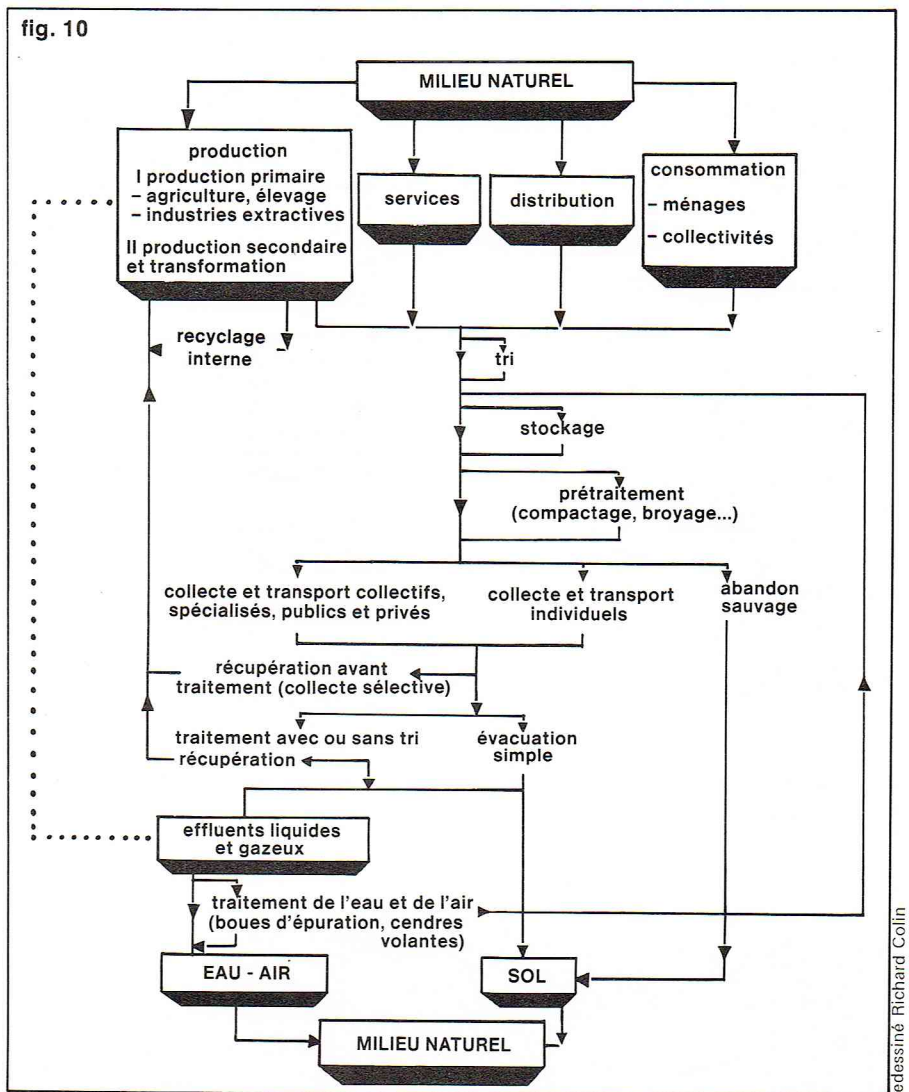 fig. 10
MILIEU NATUREL
production
I production primaire
– agriculture, élevage
– industries extractives
II production secondaire
et transformation
services
distribution
consommation
– ménages
– collectivités
recyclage
interne
tri
stockage
prétraitement
(compactage, broyage...)
collecte et transport collectifs,
spécialisés, publics et privés
collecte et transport
individuels
abandon
sauvage
récupération avant
traitement (collecte sélective)
traitement avec ou sans tri
récupération
évacuation
simple
effluents liquides
et gazeux
traitement de l'eau et de l'air
(boues d'épuration, cendres
volantes)
EAU - AIR
SOL
MILIEU NATUREL
edessiné Richard Colin